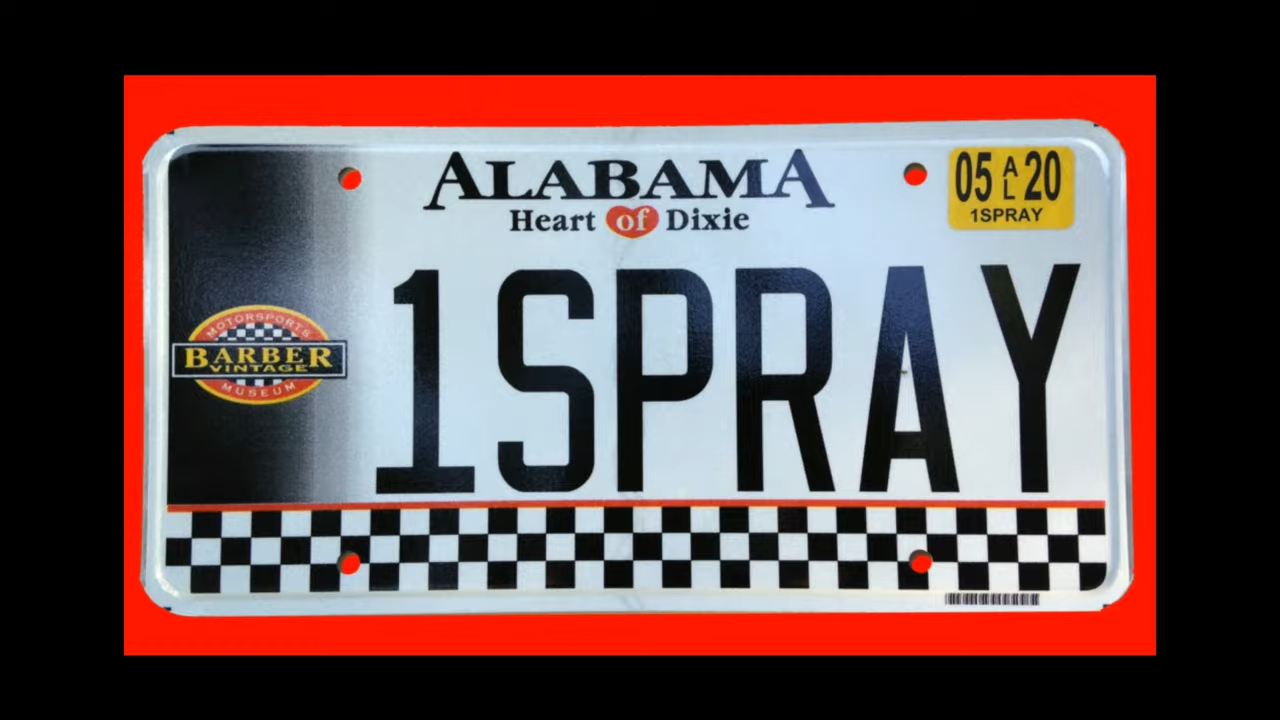 ALABAMA
Heart of Dixie
05 AL 20
1SPRAY
1SPRAY
MOTORSPORTS
BARBER
VINTAGE
MUSEUM